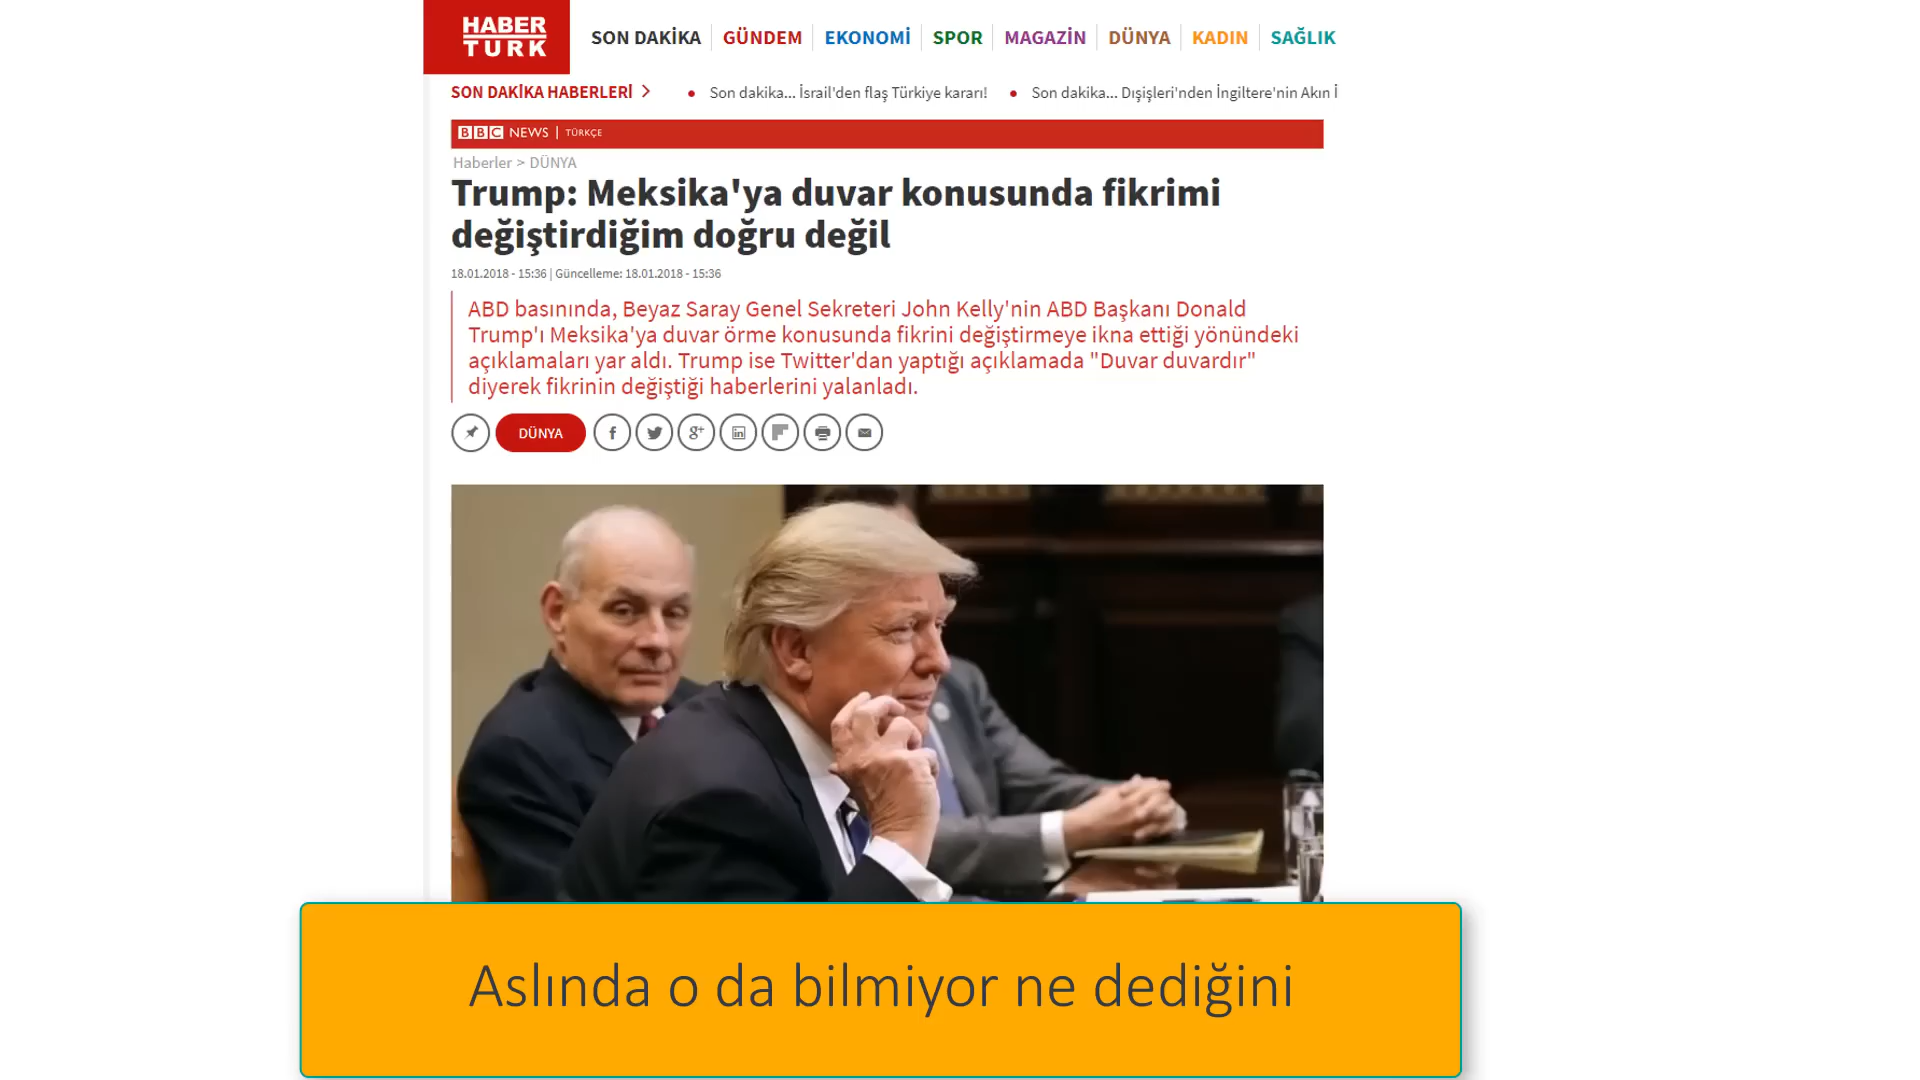 HABER
TURK
SON DAKİKA
GÜNDEM
EKONOMİ
SPOR
MAGAZİN
DÜNYA
KADIN
SAĞLIK
SON DAKİKA HABERLERİ
Son dakika... İsrail'den flaş Türkiye kararı!
Son dakika... Dışişleri'nden İngiltere'nin Akın İ
BBC NEWS | TÜRKÇE
Haberler > DÜNYA
Trump: Meksika'ya duvar konusunda fikrimi
değiştirdiğim doğru değil
18.01.2018 - 15:36 | Güncelleme: 18.01.2018 - 15:36
ABD basınında, Beyaz Saray Genel Sekreteri John Kelly'nin ABD Başkanı Donald
Trump'ı Meksika'ya duvar örme konusunda fikrini değiştirmeye ikna ettiği yönündeki
açıklamaları yar aldı. Trump ise Twitter'dan yaptığı açıklamada "Duvar duvardır"
diyerek fikrinin değiştiği haberlerini yalanladı.
DÜNYA
Aslında o da bilmiyor ne dediğini